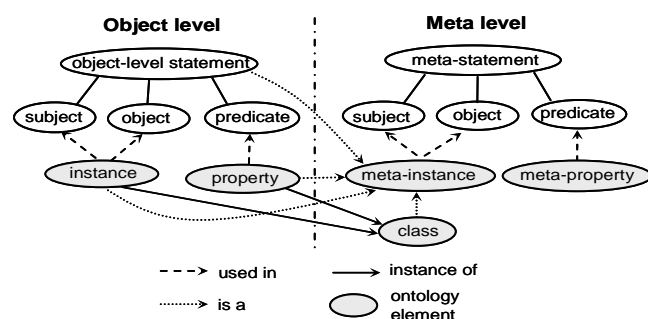 Object level
Meta level
object-level statement
meta-statement
subject
object
predicate
subject
object
predicate
instance
property
meta-instance
meta-property
class
used in
instance of
is a
ontology
element